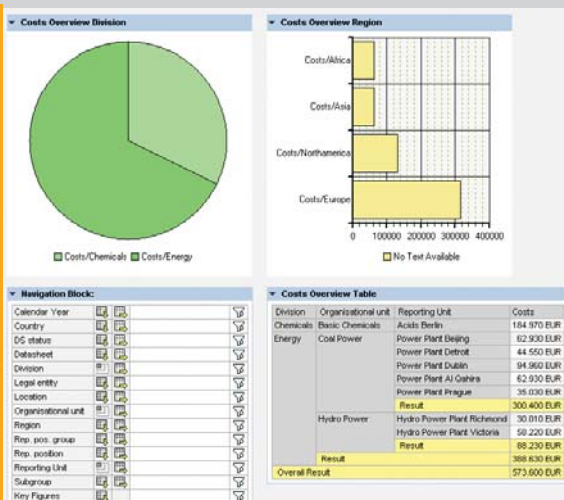 Costs Overview Division
Costs/Chemicals Costs/Energy
Costs Overview Region
Costs/Africa
Costs/Asia
Costs/Northamerica
Costs/Europe
0 100000 200000 300000 400000
No Text Available
Navigation Block:
Calendar Year
Country
DS status
Datasheet
Division
Legal entity
Location
Organisational unit
Region
Rep. pos. group
Rep. position
Reporting Unit
Subgroup
Key Figures
Costs Overview Table
Division Organisational unit Reporting Unit Costs
Chemicals Basic Chemicals Acids Berlin 184.970 EUR
Energy Coal Power Power Plant Beijing 62.930 EUR
Power Plant Detroit 44.550 EUR
Power Plant Dublin 94.960 EUR
Power Plant Al Qahira 62.930 EUR
Power Plant Prague 35.030 EUR
Result 300.400 EUR
Hydro Power Hydro Power Plant Richmond 30.010 EUR
Hydro Power Plant Victoria 58.220 EUR
Result 88.230 EUR
Result 388.630 EUR
Overall Result 573.600 EUR